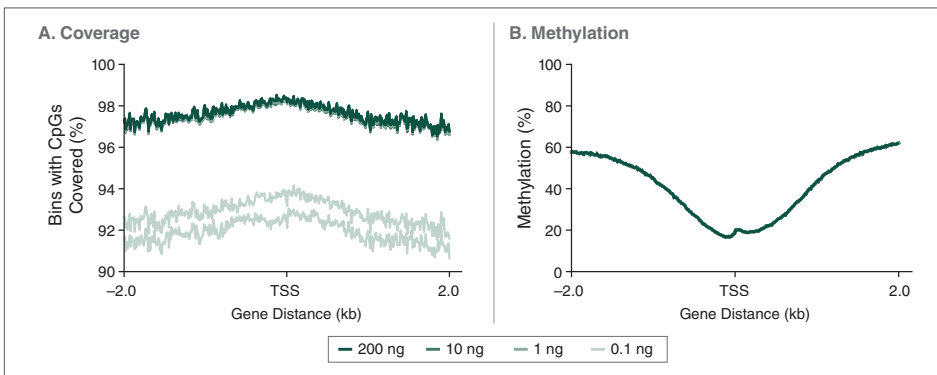 A. Coverage
Bins with CpGs
Covered (%)
100
98
96
94
92
90
–2.0
TSS
2.0
Gene Distance (kb)
B. Methylation
Methylation (%)
100
80
60
40
20
0
–2.0
TSS
2.0
Gene Distance (kb)
200 ng
10 ng
1 ng
0.1 ng